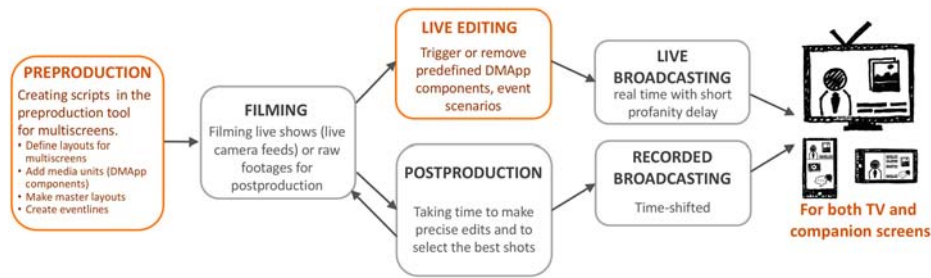 PREPRODUCTION
Creating scripts in the
preproduction tool
for multiscreens.
• Define layouts for
multiscreens
• Add media units (DMApp
components)
• Make master layouts
• Create eventlines
FILMING
Filming live shows (live
camera feeds) or raw
footages for
postproduction
LIVE EDITING
Trigger or remove
predefined DMApp
components, event
scenarios
POSTPRODUCTION
Taking time to make
precise edits and to
select the best shots
LIVE
BROADCASTING
real time with short
profanity delay
RECORDED
BROADCASTING
Time-shifted
For both TV and
companion screens